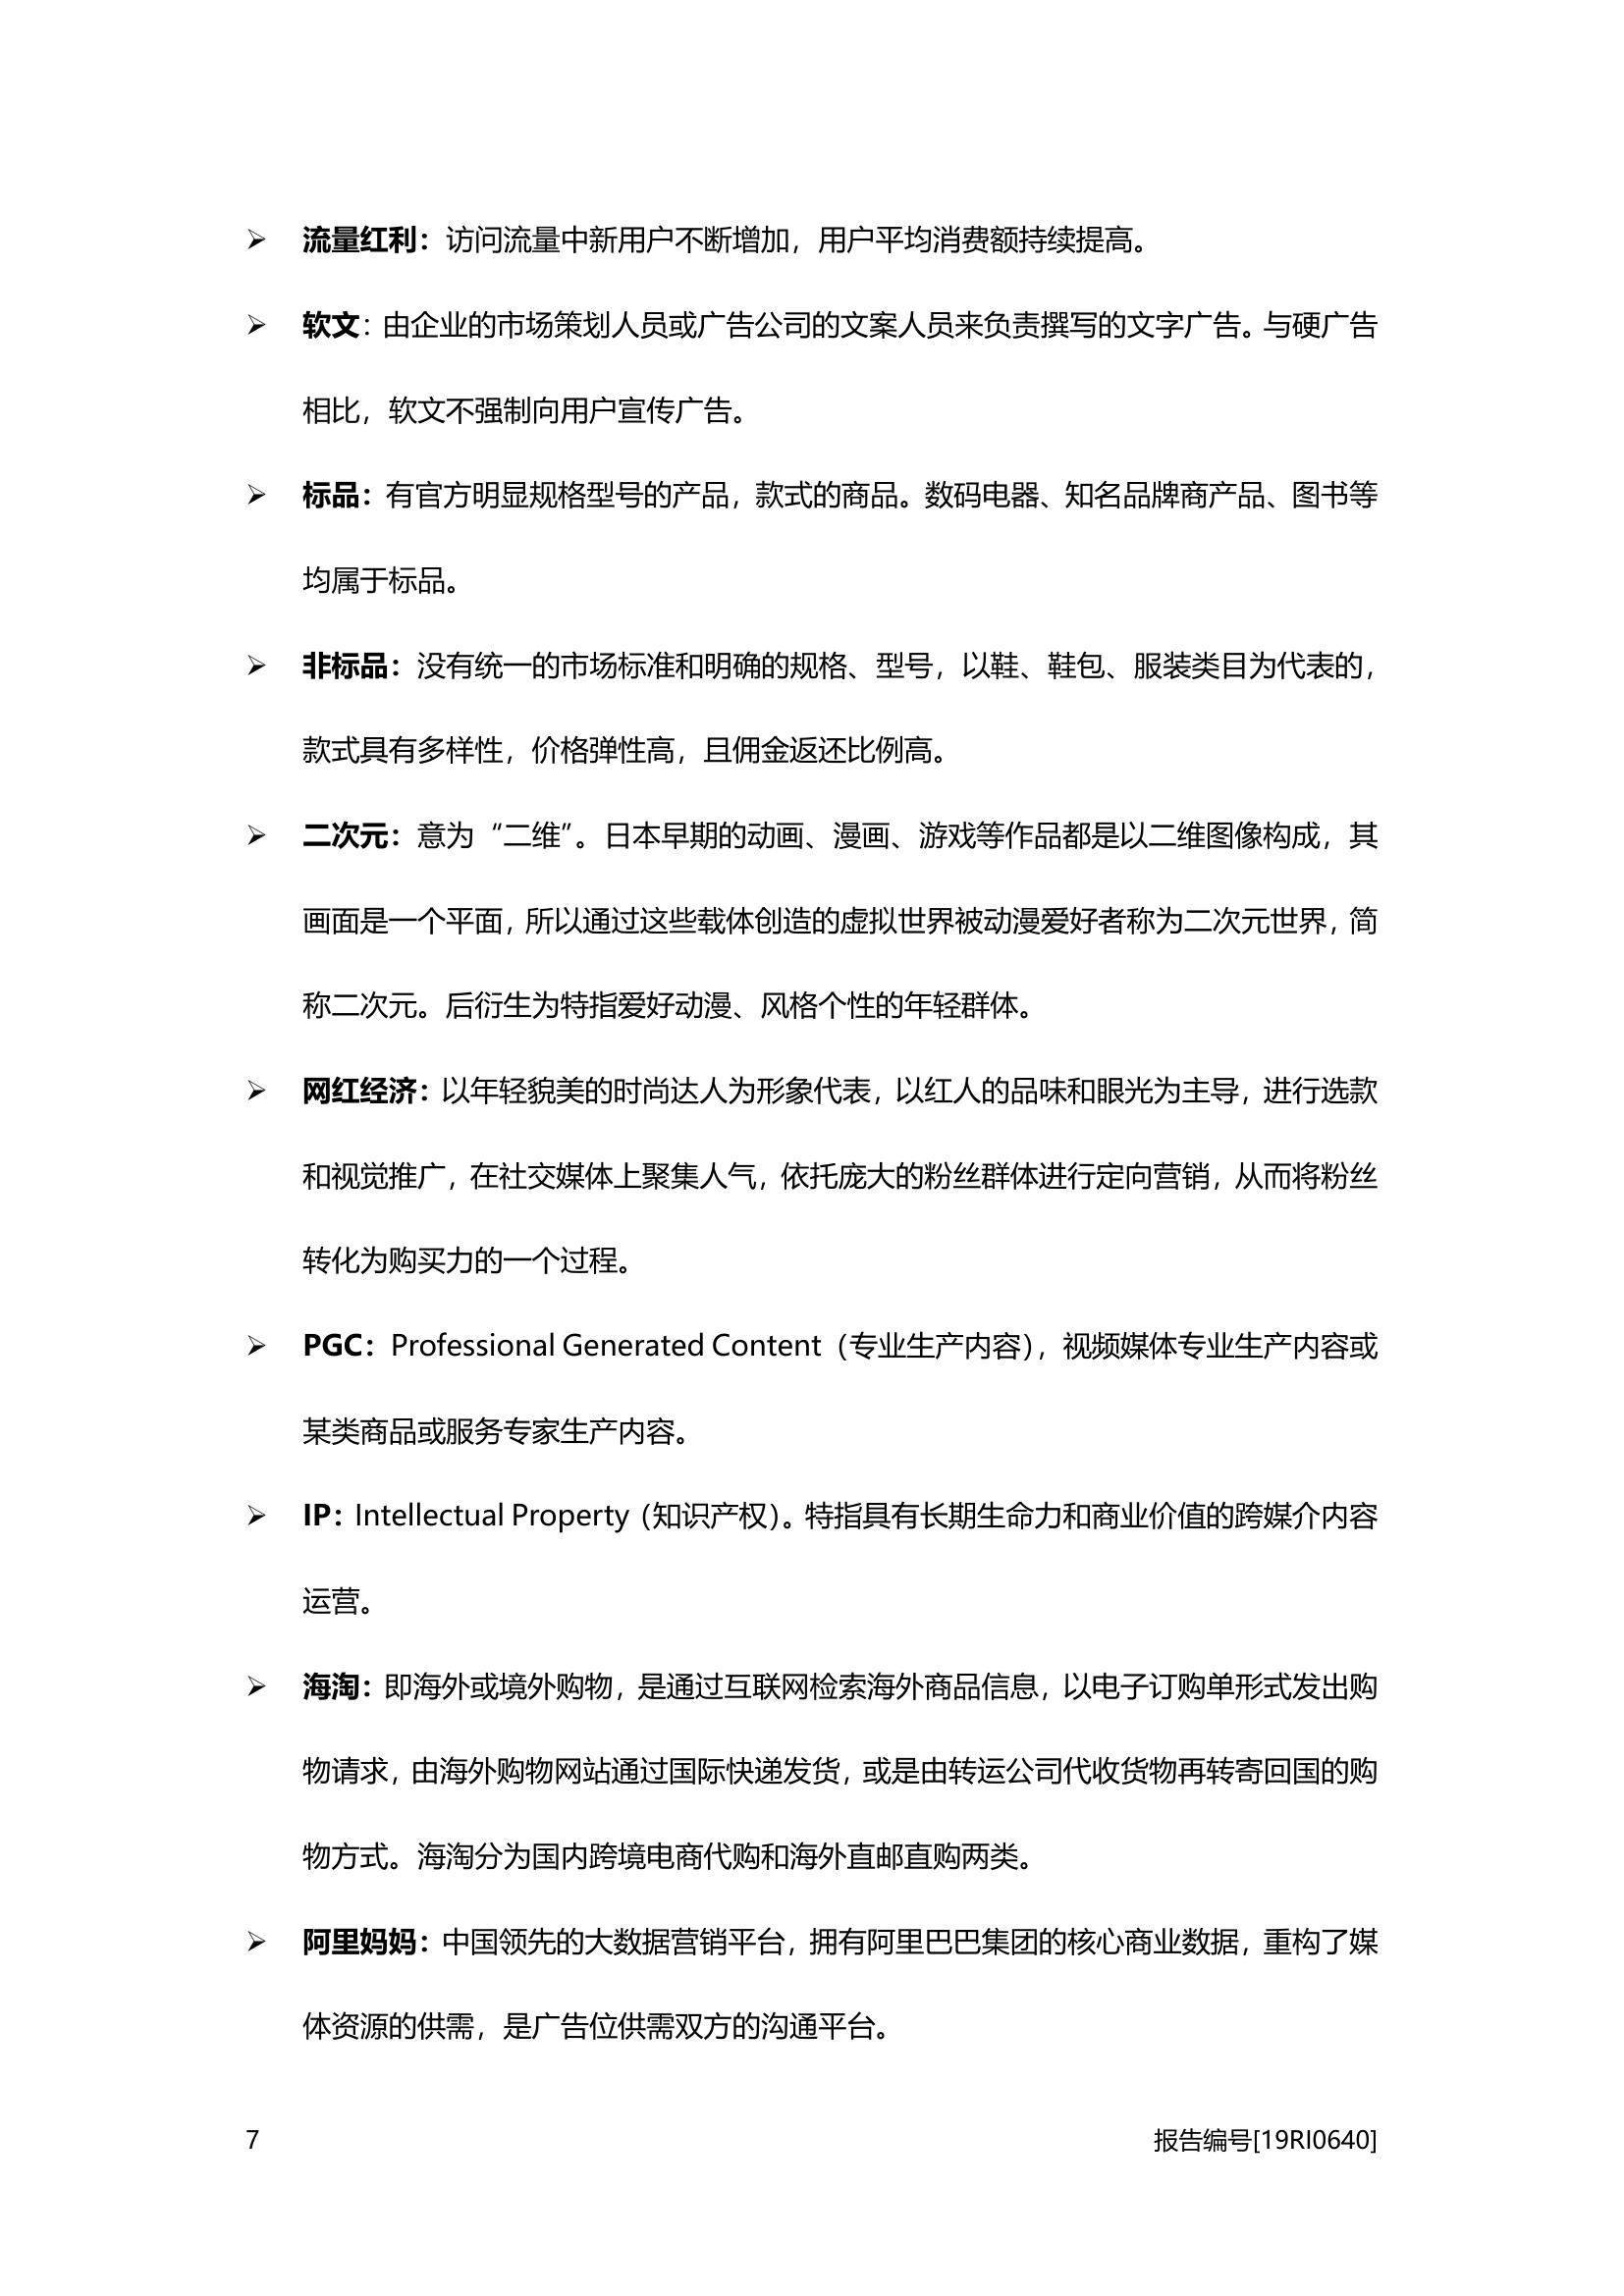 ➢ 流量红利：访问流量中新用户不断增加，用户平均消费额持续提高。
➢ 软文：由企业的市场策划人员或广告公司的文案人员来负责撰写的文字广告。与硬广告
相比，软文不强制向用户宣传广告。
➢ 标品：有官方明显规格型号的产品，款式的商品。数码电器、知名品牌商产品、图书等
均属于标品。
➢ 非标品：没有统一的市场标准和明确的规格、型号，以鞋、鞋包、服装类目为代表的，
款式具有多样性，价格弹性高，且佣金返还比例高。
➢ 二次元：意为“二维”。日本早期的动画、漫画、游戏等作品都是以二维图像构成，其
画面是一个平面，所以通过这些载体创造的虚拟世界被动漫爱好者称为二次元世界，简
称二次元。后衍生为特指爱好动漫、风格个性的年轻群体。
➢ 网红经济：以年轻貌美的时尚达人为形象代表，以红人的品味和眼光为主导，进行选款
和视觉推广，在社交媒体上聚集人气，依托庞大的粉丝群体进行定向营销，从而将粉丝
转化为购买力的一个过程。
➢ PGC：Professional Generated Content（专业生产内容），视频媒体专业生产内容或
某类商品或服务专家生产内容。
➢ IP：Intellectual Property（知识产权）。特指具有长期生命力和商业价值的跨媒介内容
运营。
➢ 海淘：即海外或境外购物，是通过互联网检索海外商品信息，以电子订购单形式发出购
物请求，由海外购物网站通过国际快递发货，或是由转运公司代收货物再转寄回国的购
物方式。海淘分为国内跨境电商代购和海外直邮直购两类。
➢ 阿里妈妈：中国领先的大数据营销平台，拥有阿里巴巴集团的核心商业数据，重构了媒
体资源的供需，是广告位供需双方的沟通平台。
7 报告编号[19RI0640]